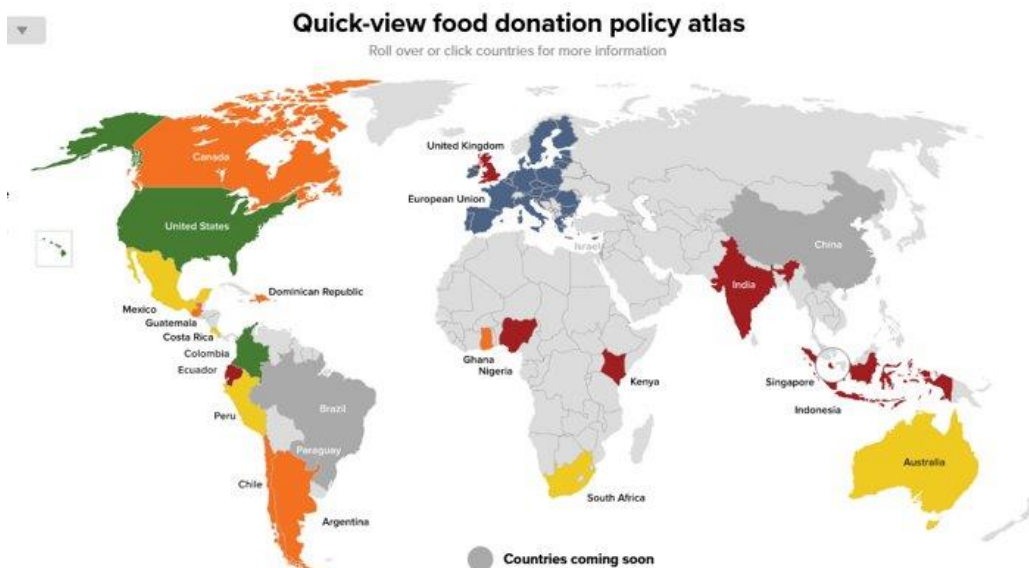 Quick-view food donation policy atlas
Roll over or click countries for more information
Canada
United Kingdom
European Union
United States
Israel
China
India
Dominican Republic
Mexico
Guatemala
Costa Rica
Colombia
Ecuador
Ghana
Nigeria
Kenya
Singapore
Indonesia
Peru
Brazil
Paraguay
Australia
Chile
South Africa
Argentina
Countries coming soon